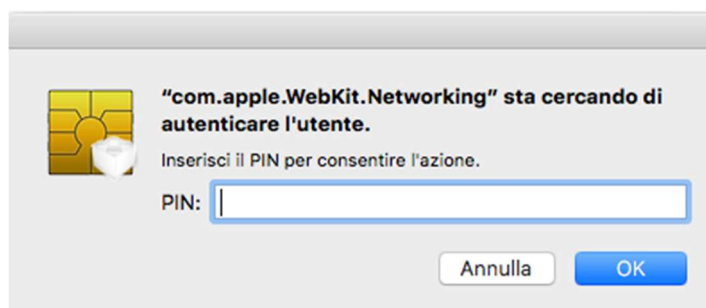 “com.apple.WebKit.Networking” sta cercando di
autenticare l'utente.
Inserisci il PIN per consentire l'azione.
PIN:
Annulla
OK